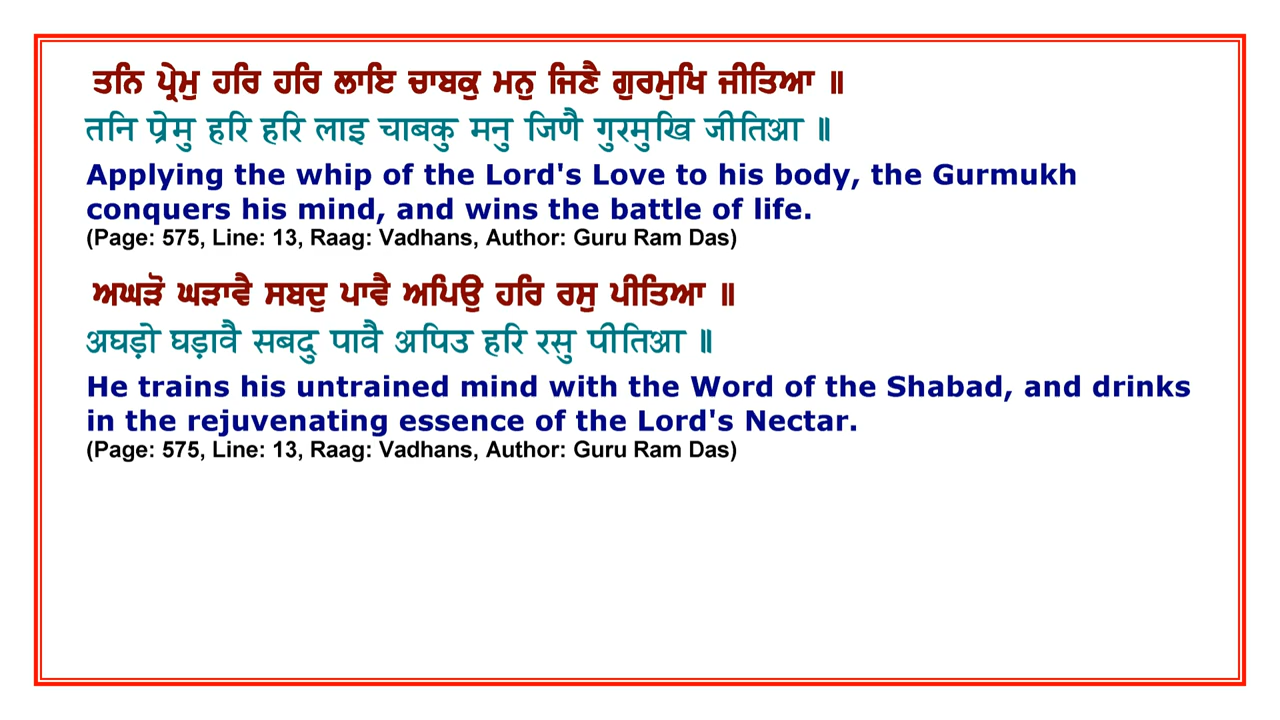 ਤਨਿ ਪ੍ਰੇਮੁ ਹਰਿ ਹਰਿ ਲਾਇ ਚਾਬਕੁ ਮਨੁ ਜਿਣੈ ਗੁਰਮੁਖਿ ਜੀਤਿਆ ॥
तनि प्रेमु हरि हरि लाइ चाबकु मनु जिणै गुरमुखि जीतिआ ॥
Applying the whip of the Lord's Love to his body, the Gurmukh
conquers his mind, and wins the battle of life.
(Page: 575, Line: 13, Raag: Vadhans, Author: Guru Ram Das)
ਅਘੜੋ ਘੜਾਵੈ ਸਬਦੁ ਪਾਵੈ ਅਪਿਉ ਹਰਿ ਰਸੁ ਪੀਤਿਆ ॥
अघड़ो घड़ावै सबदु पावै अपिउ हरि रसु पीतिआ ॥
He trains his untrained mind with the Word of the Shabad, and drinks
in the rejuvenating essence of the Lord's Nectar.
(Page: 575, Line: 13, Raag: Vadhans, Author: Guru Ram Das)